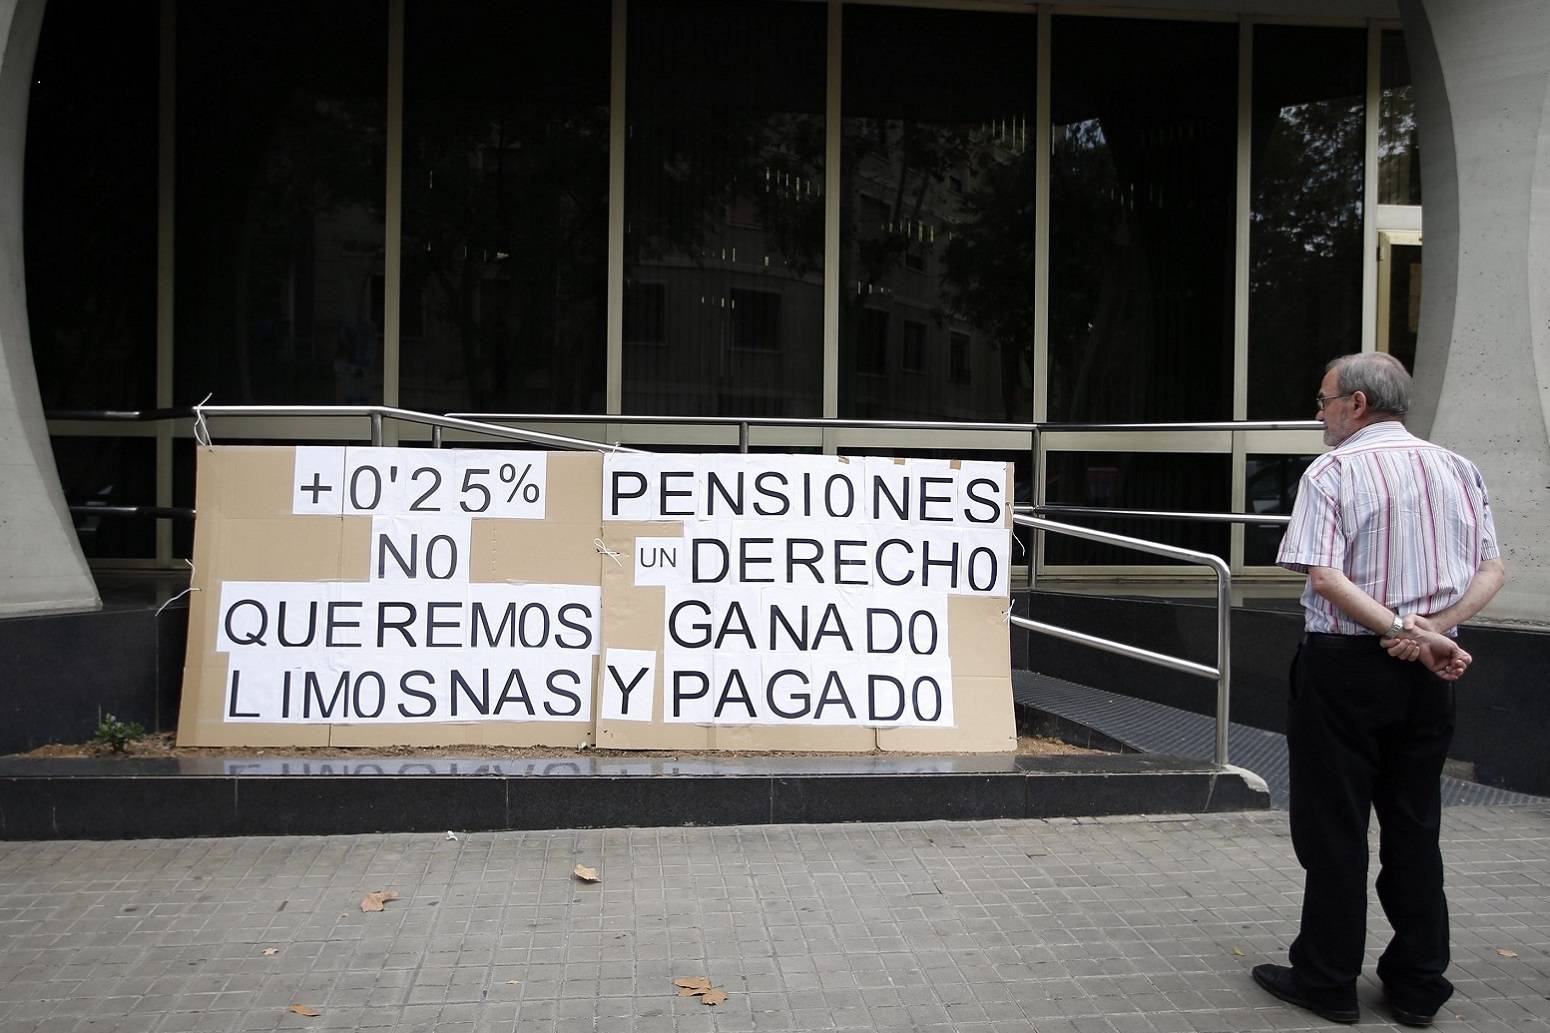 +0'25%
NO
QUEREMOS
LIMOSNAS
PENSIONES
UN DERECHO
GANADO
Y PAGADO